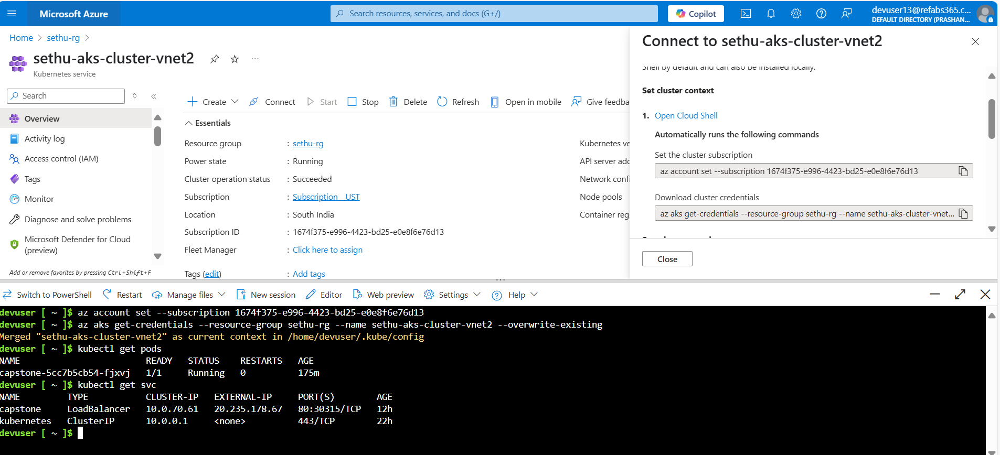 Microsoft Azure
Search resources, services, and docs (G+/)
Copilot
devuser13@refabs365.c...
DEFAULT DIRECTORY (PRASHAN...
Home > sethu-rg >
sethu-aks-cluster-vnet2
Kubernetes service
Search
Overview
Activity log
Access control (IAM)
Tags
Monitor
Diagnose and solve problems
Microsoft Defender for Cloud
(preview)
Add or remove favorites by pressing Ctrl+Shift+F
Create
Connect
Start
Stop
Delete
Refresh
Open in mobile
Give feedba
Essentials
Resource group : sethu-rg
Power state : Running
Cluster operation status : Succeeded
Subscription : Subscription__UST
Location : South India
Subscription ID : 1674f375-e996-4423-bd25-e0e8f6e76d13
Fleet Manager : Click here to assign
Tags (edit) : Add tags
Kubernetes ve
API server add
Network confi
Node pools
Container reg
Connect to sethu-aks-cluster-vnet2
Shell by default and can also be installed locally.
Set cluster context
1. Open Cloud Shell
Automatically runs the following commands
Set the cluster subscription
az account set --subscription 1674f375-e996-4423-bd25-e0e8f6e76d13
Download cluster credentials
az aks get-credentials --resource-group sethu-rg --name sethu-aks-cluster-vnet...
Close
Switch to PowerShell
Restart
Manage files
New session
Editor
Web preview
Settings
Help
devuser [ ~ ]$ az account set --subscription 1674f375-e996-4423-bd25-e0e8f6e76d13
devuser [ ~ ]$ az aks get-credentials --resource-group sethu-rg --name sethu-aks-cluster-vnet2 --overwrite-existing
Merged "sethu-aks-cluster-vnet2" as current context in /home/devuser/.kube/config
devuser [ ~ ]$ kubectl get pods
NAME READY STATUS RESTARTS AGE
capstone-5cc7b5cb54-fjxvj 1/1 Running 0 175m
devuser [ ~ ]$ kubectl get svc
NAME TYPE CLUSTER-IP EXTERNAL-IP PORT(S) AGE
capstone LoadBalancer 10.0.70.61 20.235.178.67 80:30315/TCP 12h
kubernetes ClusterIP 10.0.0.1 <none> 443/TCP 22h
devuser [ ~ ]$